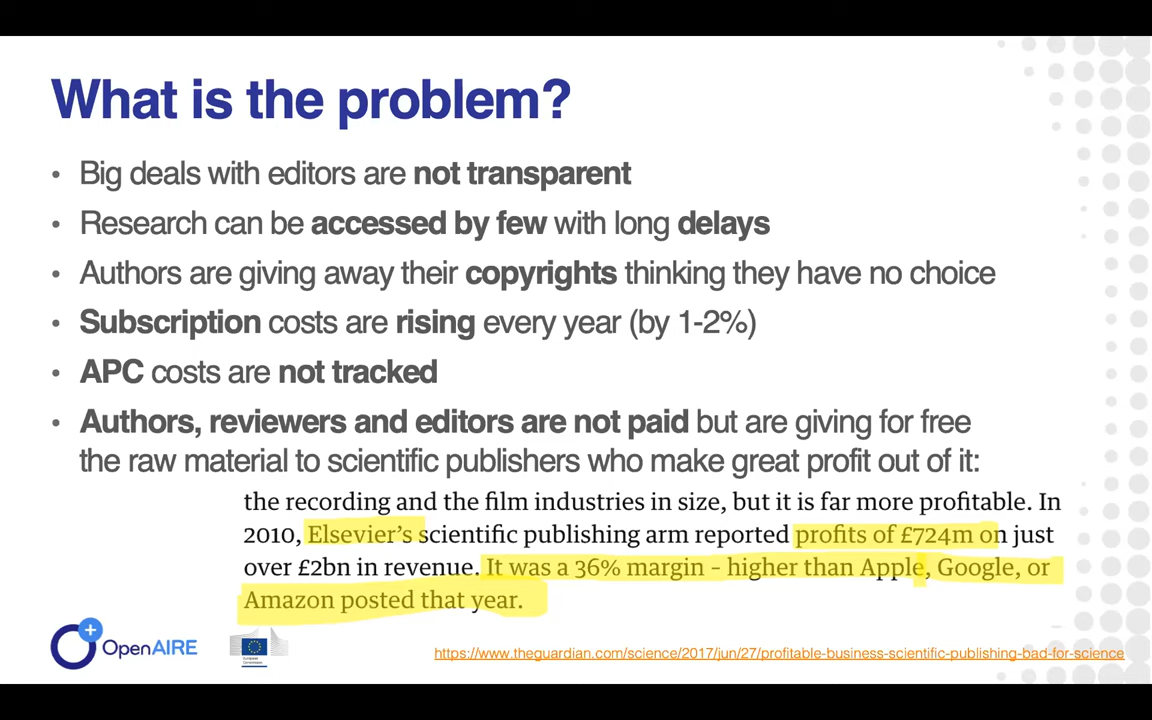 What is the problem?
• Big deals with editors are not transparent
• Research can be accessed by few with long delays
• Authors are giving away their copyrights thinking they have no choice
• Subscription costs are rising every year (by 1-2%)
• APC costs are not tracked
• Authors, reviewers and editors are not paid but are giving for free
the raw material to scientific publishers who make great profit out of it:
the recording and the film industries in size, but it is far more profitable. In
2010, Elsevier's scientific publishing arm reported profits of £724m on just
over £2bn in revenue. It was a 36% margin – higher than Apple, Google, or
Amazon posted that year.
OpenAIRE
European
Commission
https://www.theguardian.com/science/2017/jun/27/profitable-business-scientific-publishing-bad-for-science